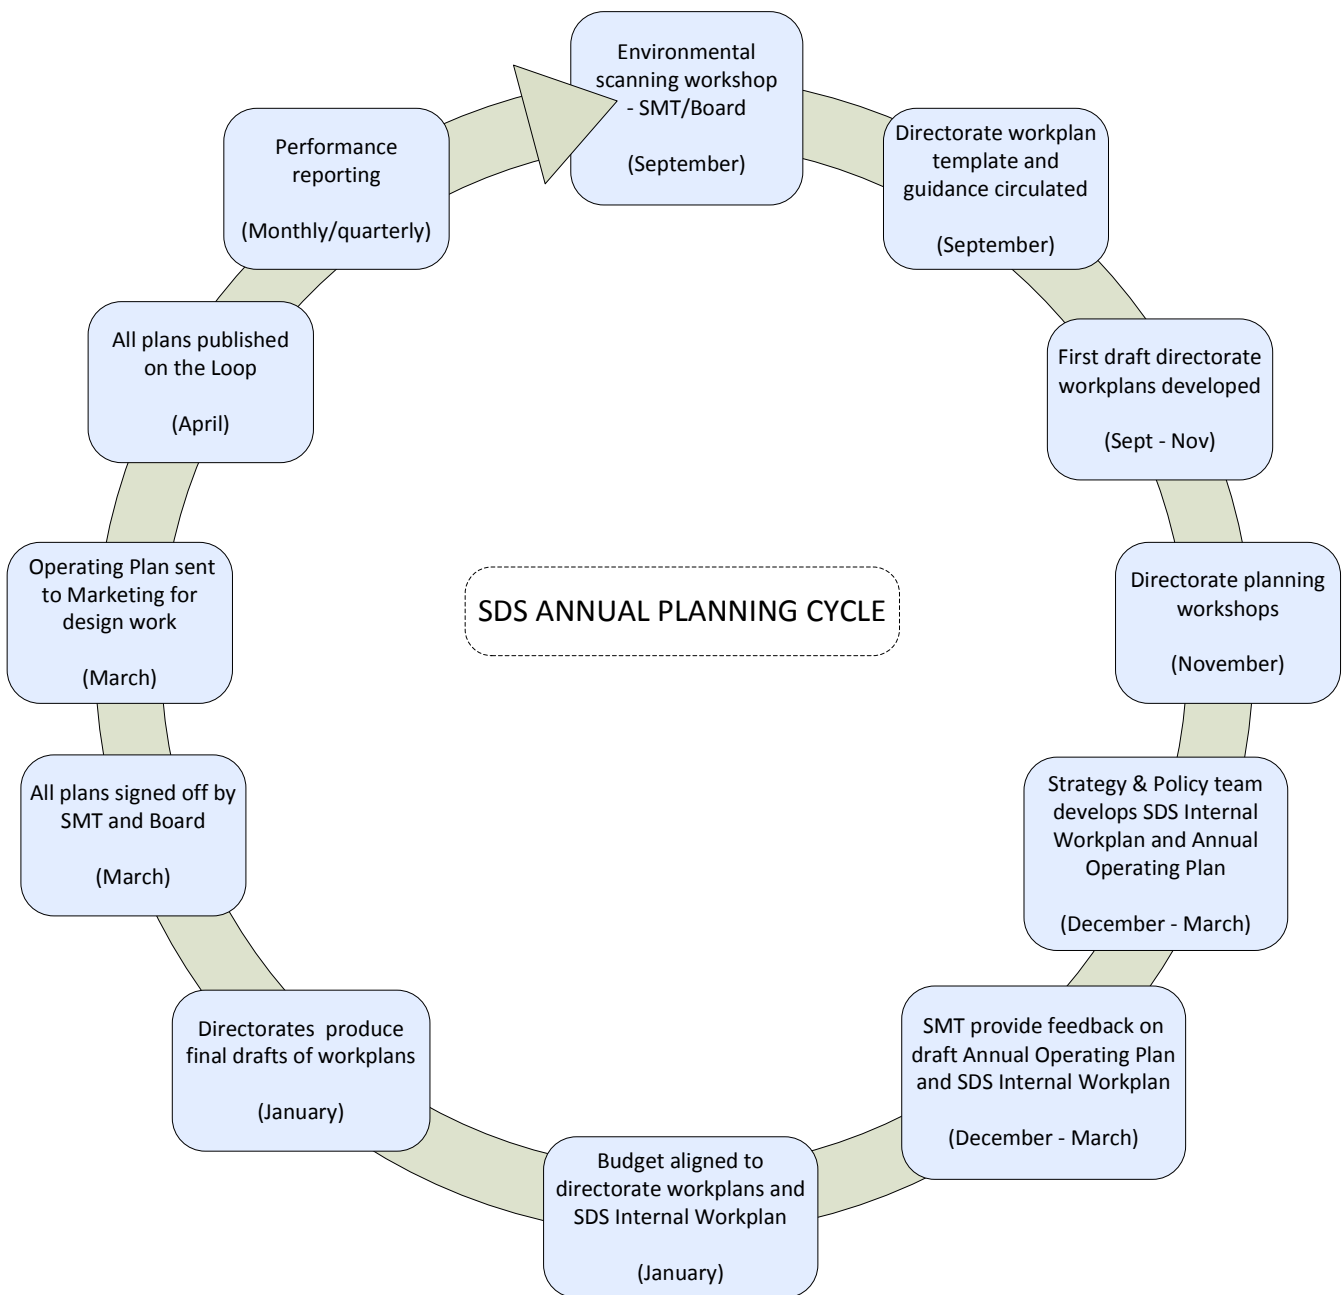 Environmental
scanning workshop
- SMT/Board
(September)
Directorate workplan
template and
guidance circulated
(September)
First draft directorate
workplans developed
(Sept - Nov)
Directorate planning
workshops
(November)
Strategy & Policy team
develops SDS Internal
Workplan and Annual
Operating Plan
(December - March)
SMT provide feedback on
draft Annual Operating Plan
and SDS Internal Workplan
(December - March)
Budget aligned to
directorate workplans and
SDS Internal Workplan
(January)
Directorates produce
final drafts of workplans
(January)
All plans signed off by
SMT and Board
(March)
Operating Plan sent
to Marketing for
design work
(March)
All plans published
on the Loop
(April)
Performance
reporting
(Monthly/quarterly)
SDS ANNUAL PLANNING CYCLE